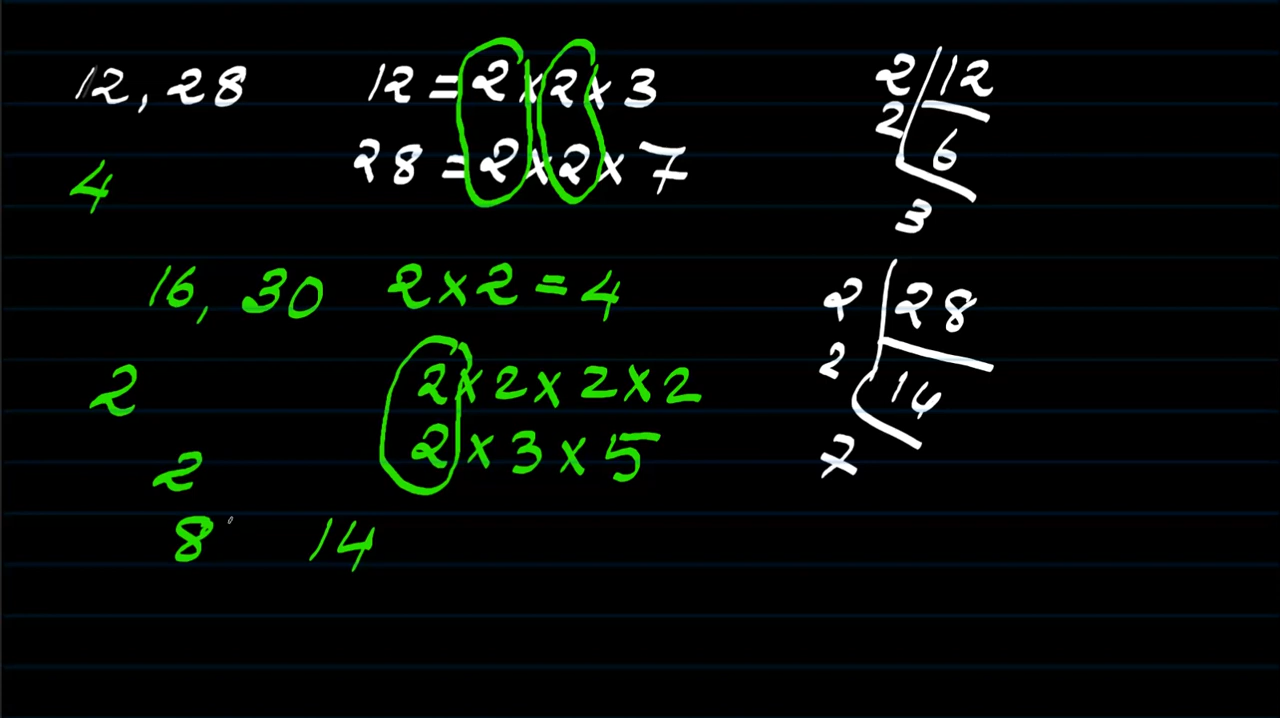 12, 28
12 = 2 × 2 × 3
28 = 2 × 2 × 7
4
16, 30
2 × 2 = 4
2 × 2 × 2 × 2
2 × 3 × 5
2
2
8
14
2 12
2 6
3
2 28
2 14
7